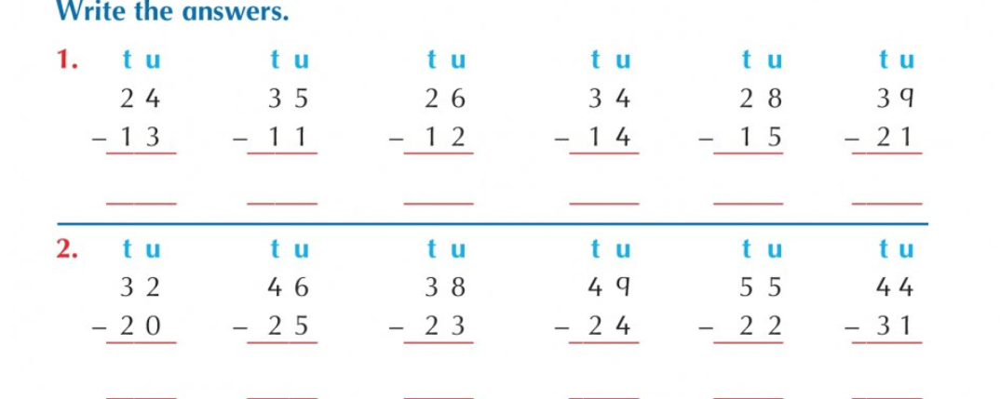 Write the answers.
1. t u t u t u t u t u t u
2 4 3 5 2 6 3 4 2 8 3 9
– 1 3 – 1 1 – 1 2 – 1 4 – 1 5 – 2 1
2. t u t u t u t u t u t u
3 2 4 6 3 8 4 9 5 5 4 4
– 2 0 – 2 5 – 2 3 – 2 4 – 2 2 – 3 1